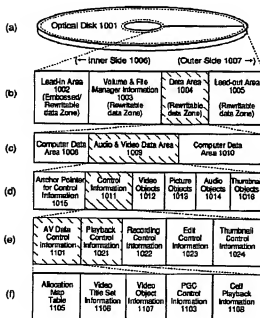 (a)
Optical Disk 1001
(← Inner Side 1006) (Outer Side 1007 →)
(b)
Lead-in Area 1002 (Embossed/ Rewritable data Zone)
Volume & File Manager Information 1003 (Rewritable data Zone)
Data Area 1004 (Rewritable data Zone)
Lead-out Area 1005 (Rewritable data Zone)
(c)
Computer Data Area 1008
Audio & Video Data Area 1009
Computer Data Area 1010
(d)
Anchor Pointer for Control Information 1015
Control Information 1011
Video Objects 1012
Picture Objects 1013
Audio Objects 1014
Thumbnail Objects 1016
(e)
AV Data Control Information 1101
Playback Control Information 1021
Recording Control Information 1022
Edit Control Information 1023
Thumbnail Control Information 1024
(f)
Allocation Map Table 1105
Video Title Set Information 1106
Video Object Information 1107
PGC Control Information 1103
Cell Playback Information 1108